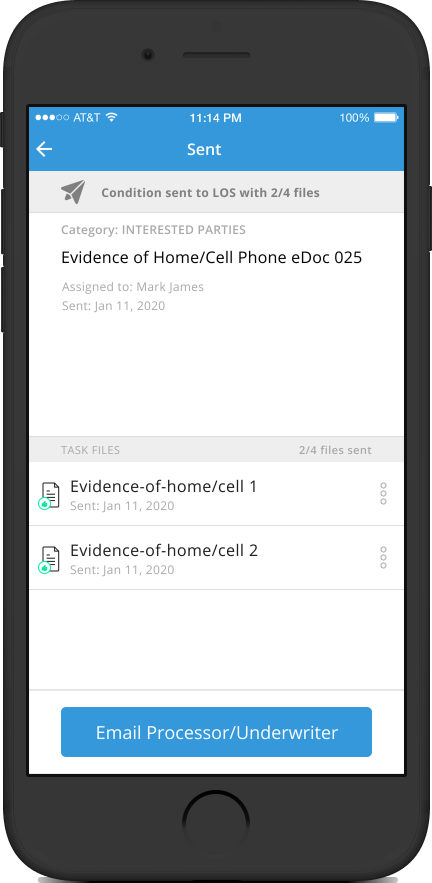 AT&T 11:14 PM 100%
Sent
Condition sent to LOS with 2/4 files
Category: INTERESTED PARTIES
Evidence of Home/Cell Phone eDoc 025
Assigned to: Mark James
Sent: Jan 11, 2020
TASK FILES 2/4 files sent
Evidence-of-home/cell 1
Sent: Jan 11, 2020
Evidence-of-home/cell 2
Sent: Jan 11, 2020
Email Processor/Underwriter